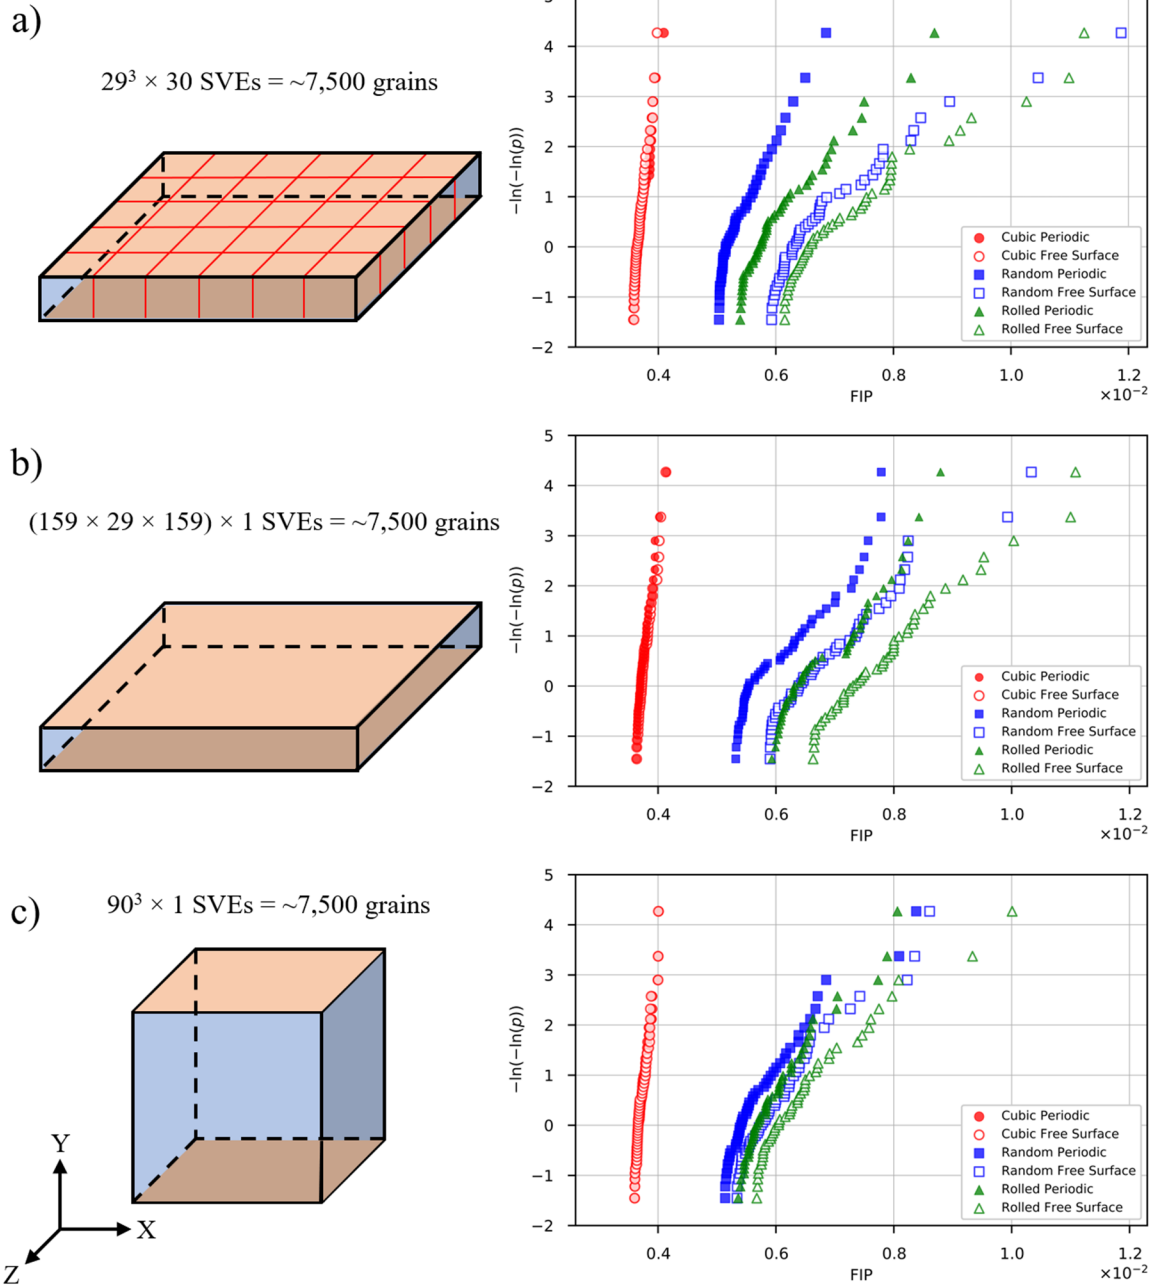 a)
29³ × 30 SVEs = ~7,500 grains
5
4
3
2
1
0
−1
−2
−ln(−ln(p))
Cubic Periodic
Cubic Free Surface
Random Periodic
Random Free Surface
Rolled Periodic
Rolled Free Surface
0.4 0.6 0.8 1.0 1.2
FIP
×10⁻²
b)
(159 × 29 × 159) × 1 SVEs = ~7,500 grains
5
4
3
2
1
0
−1
−2
−ln(−ln(p))
Cubic Periodic
Cubic Free Surface
Random Periodic
Random Free Surface
Rolled Periodic
Rolled Free Surface
0.4 0.6 0.8 1.0 1.2
FIP
×10⁻²
c)
90³ × 1 SVEs = ~7,500 grains
Y
X
Z
5
4
3
2
1
0
−1
−2
−ln(−ln(p))
Cubic Periodic
Cubic Free Surface
Random Periodic
Random Free Surface
Rolled Periodic
Rolled Free Surface
0.4 0.6 0.8 1.0 1.2
FIP
×10⁻²